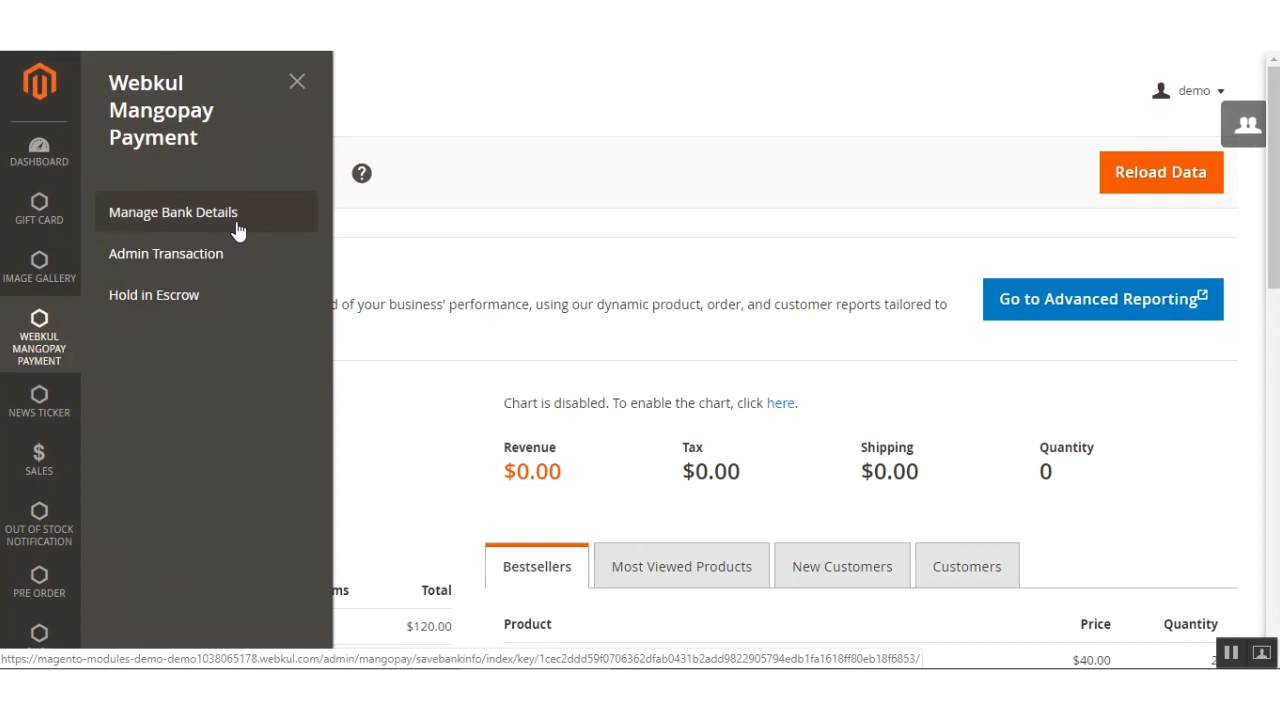 Webkul
Mangopay
Payment
demo
DASHBOARD
Reload Data
GIFT CARD
Manage Bank Details
Admin Transaction
IMAGE GALLERY
Hold in Escrow
d of your business' performance, using our dynamic product, order, and customer reports tailored to
Go to Advanced Reporting
WEBKUL
MANGOPAY
PAYMENT
NEWS TICKER
Chart is disabled. To enable the chart, click here.
Revenue Tax Shipping Quantity
$0.00 $0.00 $0.00 0
SALES
OUT OF STOCK
NOTIFICATION
Bestsellers Most Viewed Products New Customers Customers
PRE ORDER
ms Total
$120.00
Product Price Quantity
$40.00 2
https://magento-modules-demo-demo1038065178.webkul.com/admin/mangopay/savebankinfo/index/key/1cec2ddd59f0706362dfab0431b2add9822905794edb1fa1618ff80eb18f6853/